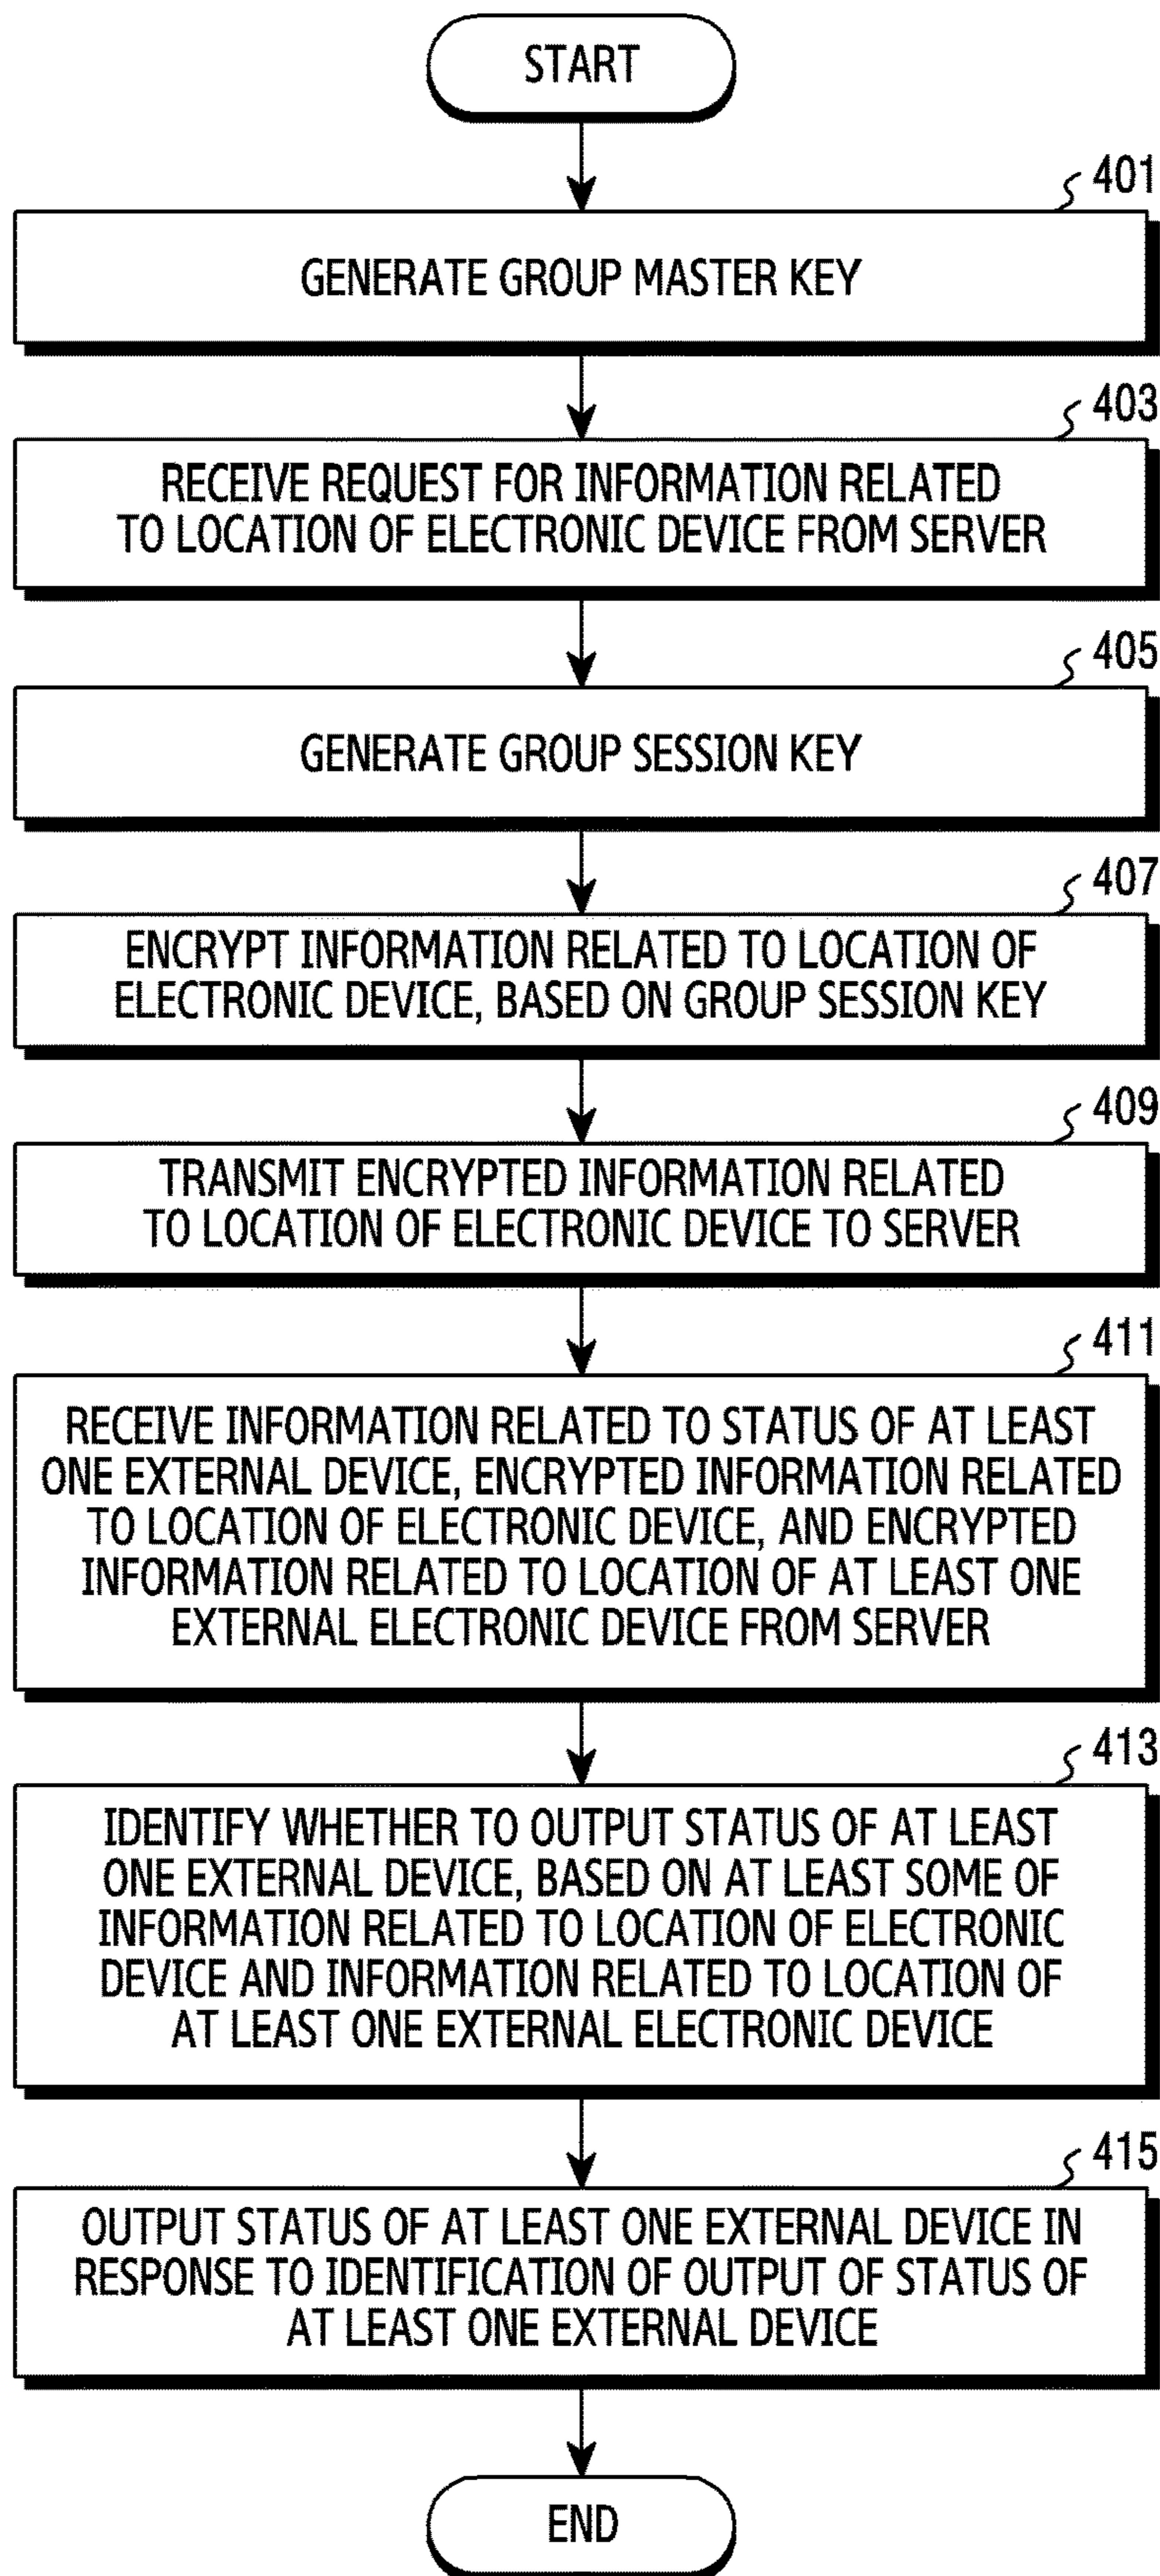 START
401
GENERATE GROUP MASTER KEY
403
RECEIVE REQUEST FOR INFORMATION RELATED
TO LOCATION OF ELECTRONIC DEVICE FROM SERVER
405
GENERATE GROUP SESSION KEY
407
ENCRYPT INFORMATION RELATED TO LOCATION OF
ELECTRONIC DEVICE, BASED ON GROUP SESSION KEY
409
TRANSMIT ENCRYPTED INFORMATION RELATED
TO LOCATION OF ELECTRONIC DEVICE TO SERVER
411
RECEIVE INFORMATION RELATED TO STATUS OF AT LEAST
ONE EXTERNAL DEVICE, ENCRYPTED INFORMATION RELATED
TO LOCATION OF ELECTRONIC DEVICE, AND ENCRYPTED
INFORMATION RELATED TO LOCATION OF AT LEAST ONE
EXTERNAL ELECTRONIC DEVICE FROM SERVER
413
IDENTIFY WHETHER TO OUTPUT STATUS OF AT LEAST
ONE EXTERNAL DEVICE, BASED ON AT LEAST SOME OF
INFORMATION RELATED TO LOCATION OF ELECTRONIC
DEVICE AND INFORMATION RELATED TO LOCATION OF
AT LEAST ONE EXTERNAL ELECTRONIC DEVICE
415
OUTPUT STATUS OF AT LEAST ONE EXTERNAL DEVICE IN
RESPONSE TO IDENTIFICATION OF OUTPUT OF STATUS OF
AT LEAST ONE EXTERNAL DEVICE
END